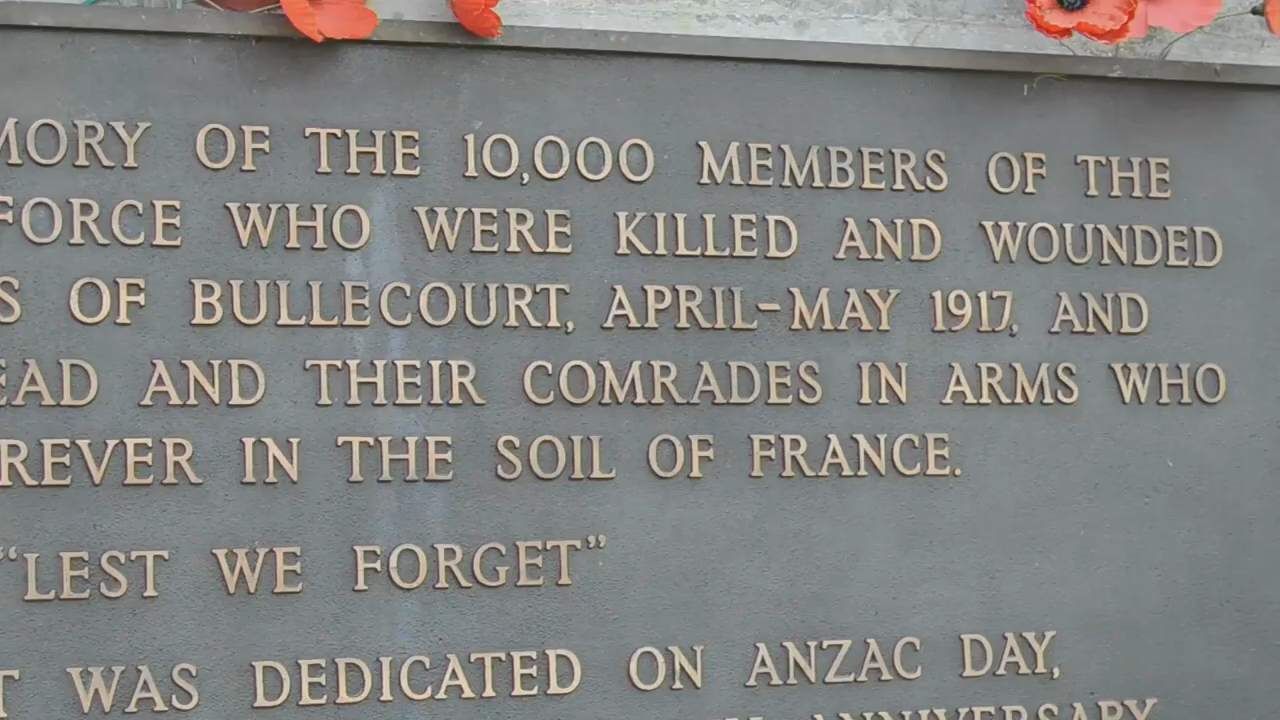 MORY OF THE 10,000 MEMBERS OF THE
FORCE WHO WERE KILLED AND WOUNDED
S OF BULLECOURT, APRIL-MAY 1917, AND
EAD AND THEIR COMRADES IN ARMS WHO
REVER IN THE SOIL OF FRANCE.
“LEST WE FORGET”
T WAS DEDICATED ON ANZAC DAY,
ANNIVERSARY